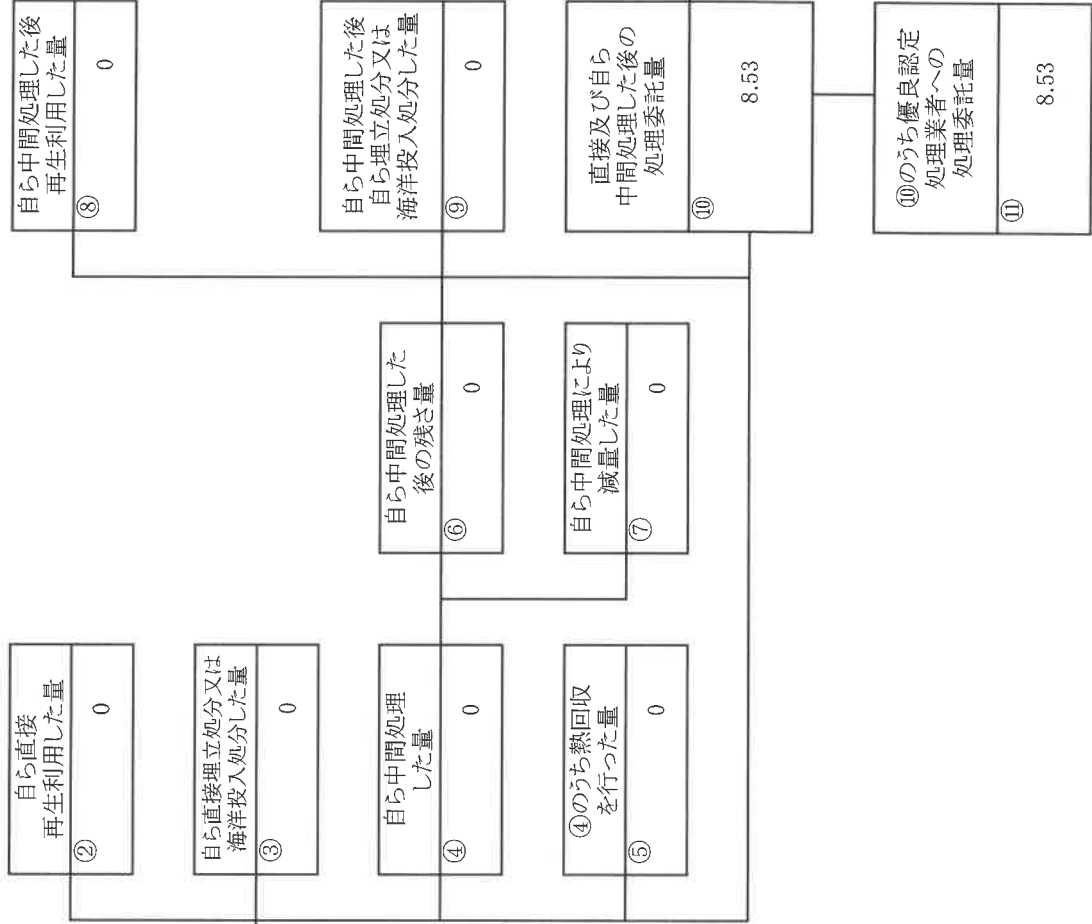 自ら直接
再生利用した量
②
0
自ら直接埋立処分又は
海洋投入処分した量
③
0
自ら中間処理
した量
④
0
④のうち熱回収
を行った量
⑤
0
自ら中間処理した
後の残さ量
⑥
0
自ら中間処理により
減量した量
⑦
0
自ら中間処理した後
再生利用した量
⑧
0
自ら中間処理した後
自ら埋立処分又は
海洋投入処分した量
⑨
0
直接及び自ら
中間処理した後の
処理委託量
⑩
8.53
⑩のうち優良認定
処理業者への
処理委託量
⑪
8.53